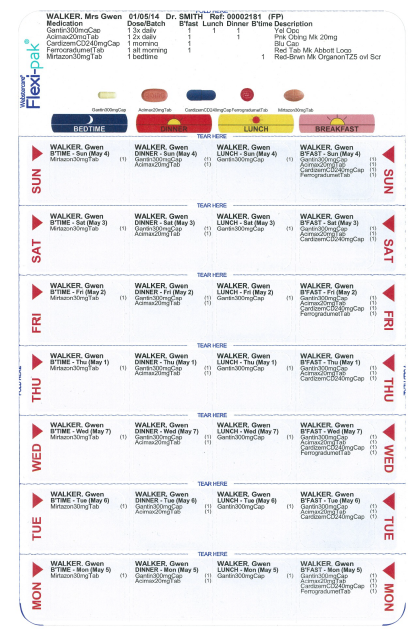 WALKER. Mrs Gwen 01/05/14 Dr. SMITH Ref: 00002181 (FP)
Medication Dose/Batch B'fast Lunch Dinner B'time Description
Gantin300mgCap 1 3x daily 1 1 1 Yel Opq
Acimax20mgTab 1 2x daily 1 1 Pnk Oblng Mk 20mg
CardizemCD240mgCap 1 morning 1 Blu Cap
FerrogradumetTab 1 alt morning 1 Red Tab Mk Abbott Logo
Mirtazon30mgTab 1 bedtime 1 Red-Brwn Mk OrganonTZ5 ovl Scr
Webstercare
Flexi-pak
Gantin300mgCap Acimax20mgTab CardizemCD240mgCap FerrogradumetTab Mirtazon30mgTab
BEDTIME DINNER LUNCH BREAKFAST
TEAR HERE
SUN
WALKER. Gwen WALKER. Gwen WALKER. Gwen WALKER. Gwen
B'TIME - Sun (May 4) DINNER - Sun (May 4) LUNCH - Sun (May 4) B'FAST - Sun (May 4)
Mirtazon30mgTab (1) Gantin300mgCap (1) Gantin300mgCap (1) Gantin300mgCap (1)
Acimax20mgTab (1) Acimax20mgTab (1)
CardizemCD240mgCap (1)
FerrogradumetTab (1)
SUN
TEAR HERE
SAT
WALKER. Gwen WALKER. Gwen WALKER. Gwen WALKER. Gwen
B'TIME - Sat (May 3) DINNER - Sat (May 3) LUNCH - Sat (May 3) B'FAST - Sat (May 3)
Mirtazon30mgTab (1) Gantin300mgCap (1) Gantin300mgCap (1) Gantin300mgCap (1)
Acimax20mgTab (1) Acimax20mgTab (1)
CardizemCD240mgCap (1)
SAT
TEAR HERE
FRI
WALKER. Gwen WALKER. Gwen WALKER. Gwen WALKER. Gwen
B'TIME - Fri (May 2) DINNER - Fri (May 2) LUNCH - Fri (May 2) B'FAST - Fri (May 2)
Mirtazon30mgTab (1) Gantin300mgCap (1) Gantin300mgCap (1) Gantin300mgCap (1)
Acimax20mgTab (1) Acimax20mgTab (1)
CardizemCD240mgCap (1)
FerrogradumetTab (1)
FRI
TEAR HERE
THU
WALKER. Gwen WALKER. Gwen WALKER. Gwen WALKER. Gwen
B'TIME - Thu (May 1) DINNER - Thu (May 1) LUNCH - Thu (May 1) B'FAST - Thu (May 1)
Mirtazon30mgTab (1) Gantin300mgCap (1) Gantin300mgCap (1) Gantin300mgCap (1)
Acimax20mgTab (1) Acimax20mgTab (1)
CardizemCD240mgCap (1)
THU
TEAR HERE
WED
WALKER. Gwen WALKER. Gwen WALKER. Gwen WALKER. Gwen
B'TIME - Wed (May 7) DINNER - Wed (May 7) LUNCH - Wed (May 7) B'FAST - Wed (May 7)
Mirtazon30mgTab (1) Gantin300mgCap (1) Gantin300mgCap (1) Gantin300mgCap (1)
Acimax20mgTab (1) Acimax20mgTab (1)
CardizemCD240mgCap (1)
FerrogradumetTab (1)
WED
TEAR HERE
TUE
WALKER. Gwen WALKER. Gwen WALKER. Gwen WALKER. Gwen
B'TIME - Tue (May 6) DINNER - Tue (May 6) LUNCH - Tue (May 6) B'FAST - Tue (May 6)
Mirtazon30mgTab (1) Gantin300mgCap (1) Gantin300mgCap (1) Gantin300mgCap (1)
Acimax20mgTab (1) Acimax20mgTab (1)
CardizemCD240mgCap (1)
TUE
TEAR HERE
MON
WALKER. Gwen WALKER. Gwen WALKER. Gwen WALKER. Gwen
B'TIME - Mon (May 5) DINNER - Mon (May 5) LUNCH - Mon (May 5) B'FAST - Mon (May 5)
Mirtazon30mgTab (1) Gantin300mgCap (1) Gantin300mgCap (1) Gantin300mgCap (1)
Acimax20mgTab (1) Acimax20mgTab (1)
CardizemCD240mgCap (1)
FerrogradumetTab (1)
MON